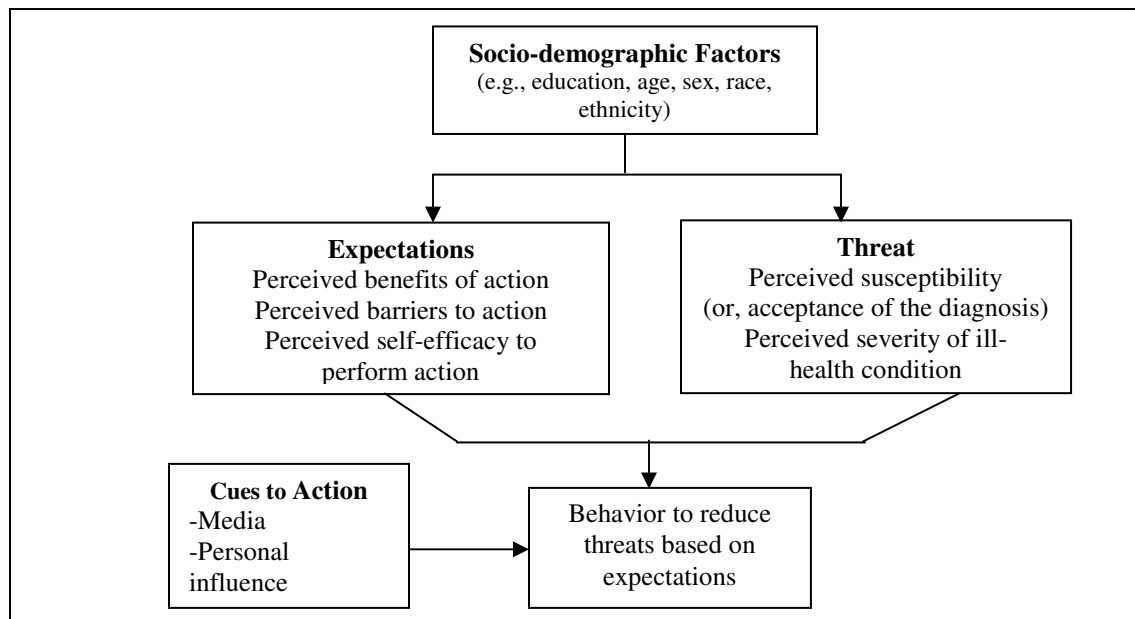 Socio-demographic Factors
(e.g., education, age, sex, race,
ethnicity)
Expectations
Perceived benefits of action
Perceived barriers to action
Perceived self-efficacy to
perform action
Threat
Perceived susceptibility
(or, acceptance of the diagnosis)
Perceived severity of ill-
health condition
Cues to Action
-Media
-Personal
influence
Behavior to reduce
threats based on
expectations